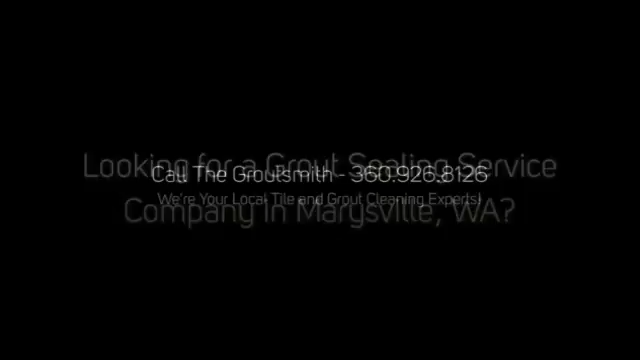 Looking for a Grout Sealing Service
Call The Groutsmith - 360.926.8126
We're Your Local Tile and Grout Cleaning Experts!
Company in Marysville, WA?